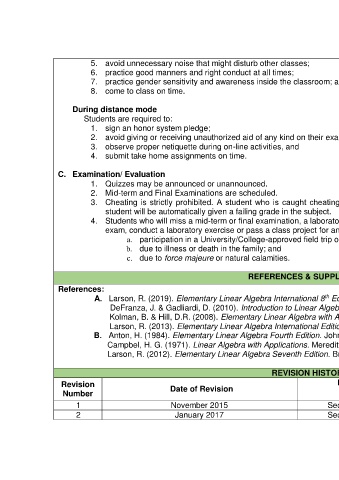 5. avoid unnecessary noise that might disturb other classes;
6. practice good manners and right conduct at all times;
7. practice gender sensitivity and awareness inside the classroom: a
8. come to class on time.
During distance mode
Students are required to:
1. sign an honor system pledge;
2. avoid giving or receiving unauthorized aid of any kind on their exa
3. observe proper netiquette during on-line activities, and
4. submit take home assignments on time.
C. Examination/ Evaluation
1. Quizzes may be announced or unannounced.
2. Mid-term and Final Examinations are scheduled.
3. Cheating is strictly prohibited. A student who is caught cheating
student will be automatically given a failing grade in the subject.
4. Students who will miss a mid-term or final examination, a laborato
exam, conduct a laboratory exercise or pass a class project for an
a. participation in a University/College-approved field trip o
b. due to illness or death in the family; and
c. due to force majeure or natural calamities.
REFERENCES & SUPPL
References:
A. Larson, R. (2019). Elementary Linear Algebra International 8th Ed
DeFranza, J. & Gadliardi, D. (2010). Introduction to Linear Algeb
Kolman, B. & Hill, D.R. (2008). Elementary Linear Algebra with A
Larson, R. (2013). Elementary Linear Algebra International Editio
B. Anton, H. (1984). Elementary Linear Algebra Fourth Edition. John
Campbel, H. G. (1971). Linear Algebra with Applications. Meredit
Larson, R. (2012). Elementary Linear Algebra Seventh Edition. Br
REVISION HISTOR
Revision Number Date of Revision
1 November 2015 Sec
2 January 2017 Sec